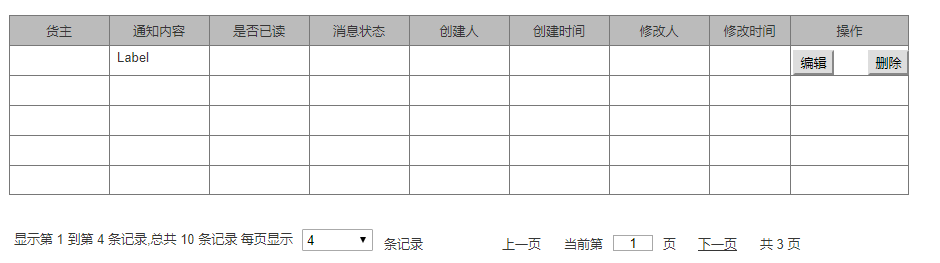 货主 通知内容 是否已读 消息状态 创建人 创建时间 修改人 修改时间 操作
Label 编辑 删除
显示第 1 到第 4 条记录,总共 10 条记录 每页显示 4 条记录 上一页 当前第 1 页 下一页 共 3 页